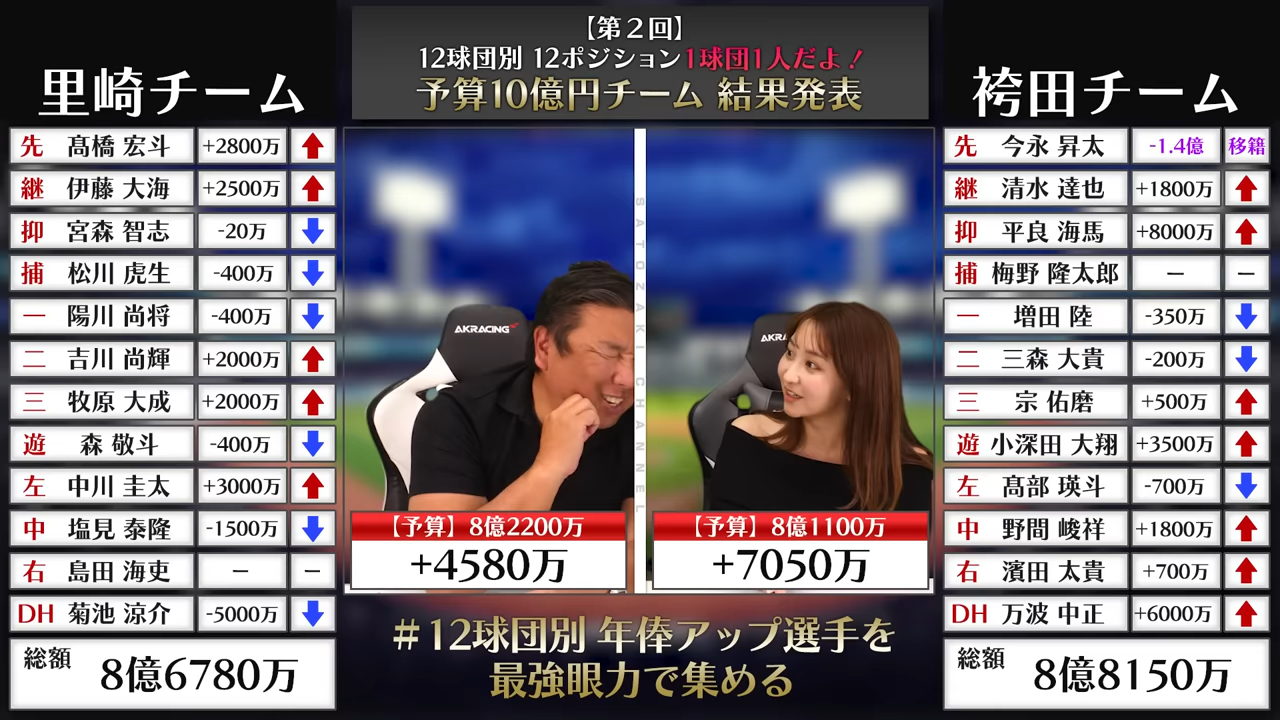 【第2回】
12球団別 12ポジション1球団1人だよ！
予算10億円チーム 結果発表
里崎チーム
先 髙橋 宏斗 +2800万 ↑
継 伊藤 大海 +2500万 ↑
抑 宮森 智志 -20万 ↓
捕 松川 虎生 -400万 ↓
一 陽川 尚将 -400万 ↓
二 吉川 尚輝 +2000万 ↑
三 牧原 大成 +2000万 ↑
遊 森 敬斗 -400万 ↓
左 中川 圭太 +3000万 ↑
中 塩見 泰隆 -1500万 ↓
右 島田 海吏 − −
DH 菊池 涼介 -5000万 ↓
総額 8億6780万
AKRACING
SATOZAKI CHANNEL
AKRA
【予算】8億2200万
+4580万
【予算】8億1100万
+7050万
＃12球団別 年俸アップ選手を
最強眼力で集める
袴田チーム
先 今永 昇太 -1.4億 移籍
継 清水 達也 +1800万 ↑
抑 平良 海馬 +8000万 ↑
捕 梅野 隆太郎 − −
一 増田 陸 -350万 ↓
二 三森 大貴 -200万 ↓
三 宗 佑磨 +500万 ↑
遊 小深田 大翔 +3500万 ↑
左 髙部 瑛斗 -700万 ↓
中 野間 峻祥 +1800万 ↑
右 濱田 太貴 +700万 ↑
DH 万波 中正 +6000万 ↑
総額 8億8150万